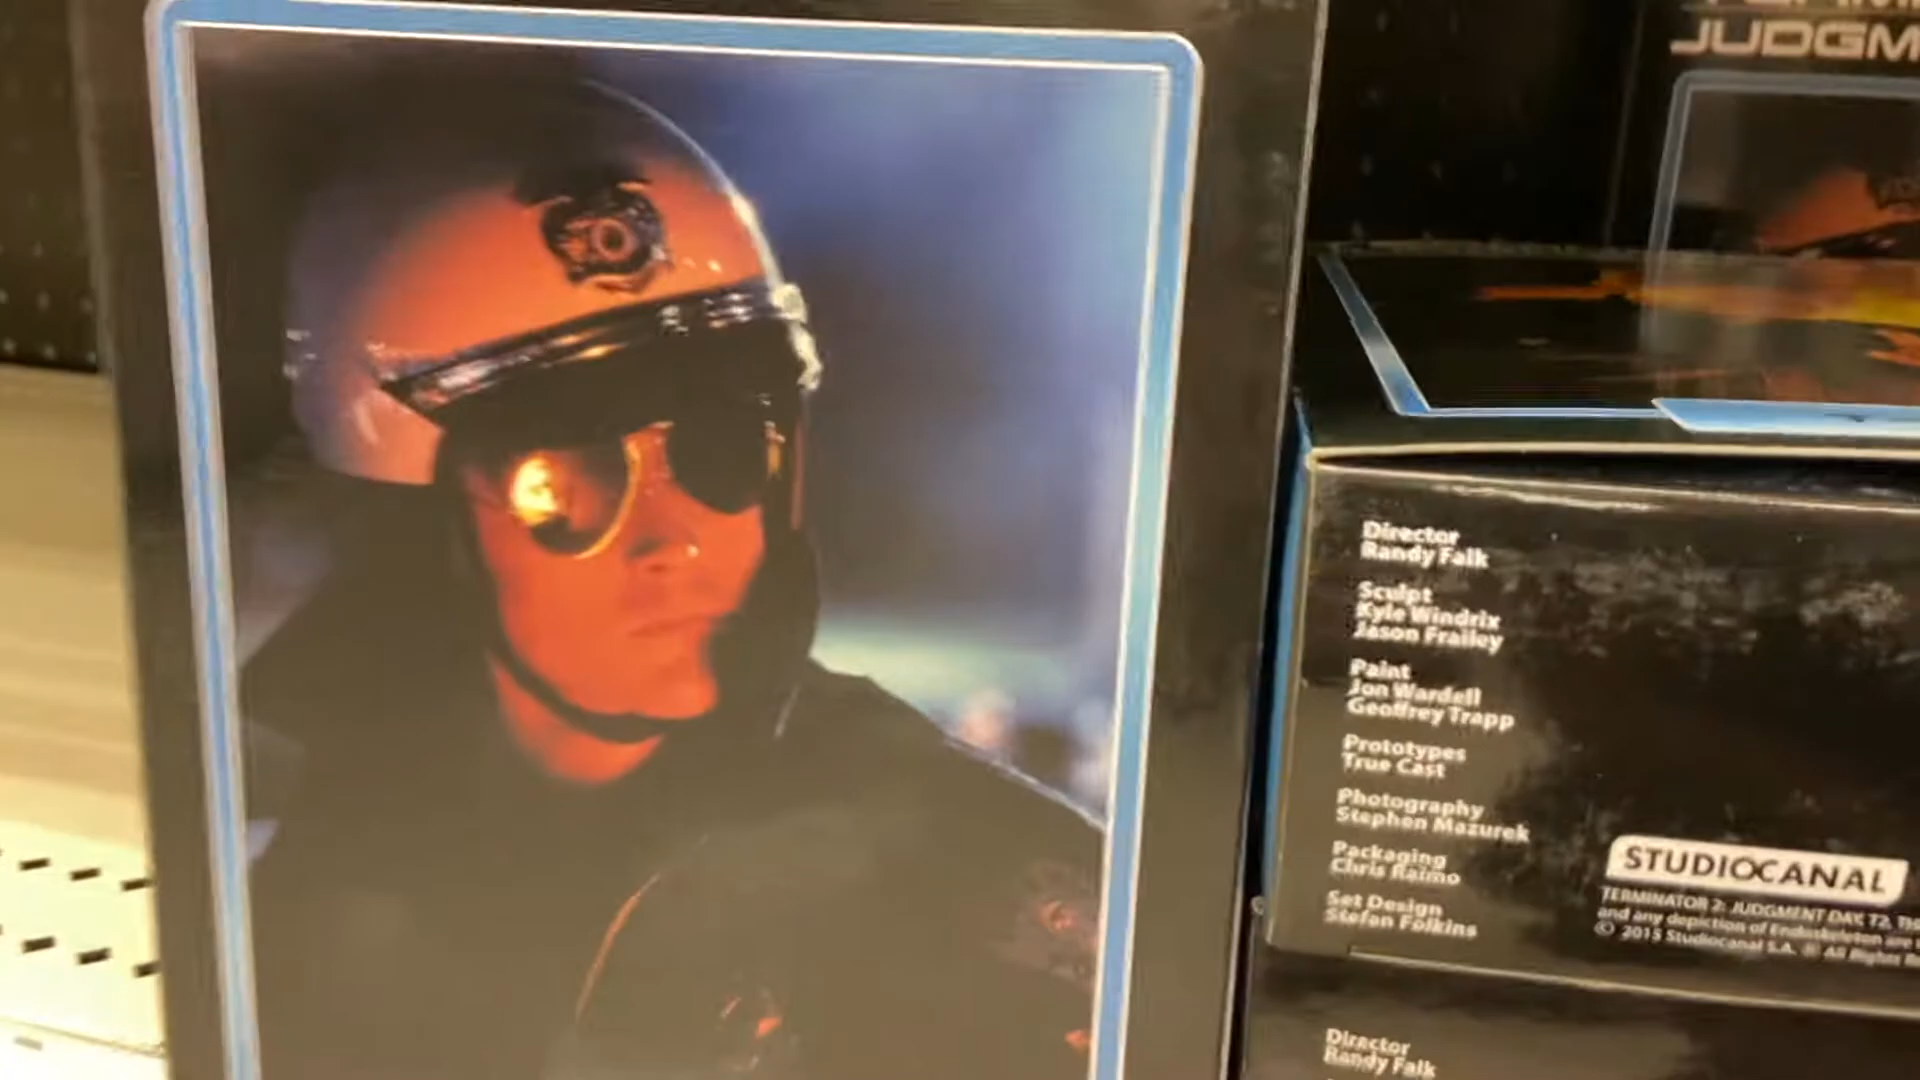 JUDGM
Director
Randy Falk
Sculpt
Kyle Windrix
Jason Frailey
Paint
Jon Wardell
Geoffrey Trapp
Prototypes
True Cast
Photography
Stephen Mazurek
Packaging
Chris Raimo
Set Design
Stefan Folkins
STUDIOCANAL
TERMINATOR 2: JUDGMENT DAY, T2, THE
and any depiction of Endoskeleton are
© 2015 Studiocanal S.A. ® All Rights Re
Director
Randy Falk